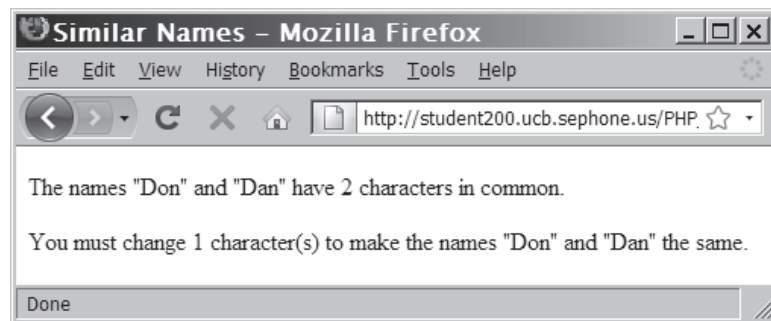 Similar Names – Mozilla Firefox
File Edit View History Bookmarks Tools Help
http://student200.ucb.sephone.us/PHP_
The names "Don" and "Dan" have 2 characters in common.
You must change 1 character(s) to make the names "Don" and "Dan" the same.
Done